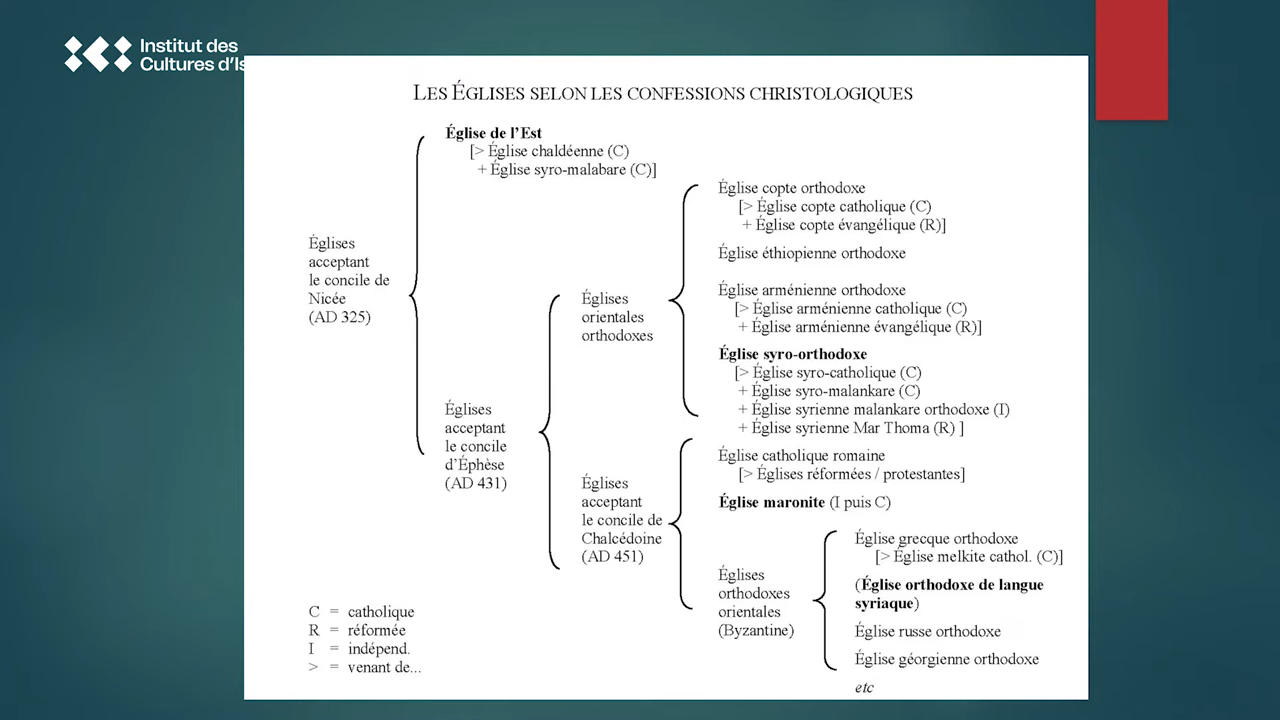 Institut des
Cultures d'Is
LES ÉGLISES SELON LES CONFESSIONS CHRISTOLOGIQUES
Église de l'Est
[> Église chaldéenne (C)
+ Église syro-malabare (C)]
Églises
acceptant
le concile de
Nicée
(AD 325)
Églises
acceptant
le concile
d'Éphèse
(AD 431)
Églises
orientales
orthodoxes
Église copte orthodoxe
[> Église copte catholique (C)
+ Église copte évangélique (R)]
Église éthiopienne orthodoxe
Église arménienne orthodoxe
[> Église arménienne catholique (C)
+ Église arménienne évangélique (R)]
Église syro-orthodoxe
[> Église syro-catholique (C)
+ Église syro-malankare (C)
+ Église syrienne malankare orthodoxe (I)
+ Église syrienne Mar Thoma (R) ]
Églises
acceptant
le concile de
Chalcédoine
(AD 451)
Église catholique romaine
[> Églises réformées / protestantes]
Église maronite (I puis C)
Églises
orthodoxes
orientales
(Byzantine)
Église grecque orthodoxe
[> Église melkite cathol. (C)]
(Église orthodoxe de langue
syriaque)
Église russe orthodoxe
Église géorgienne orthodoxe
etc
C = catholique
R = réformée
I = indépend.
> = venant de...